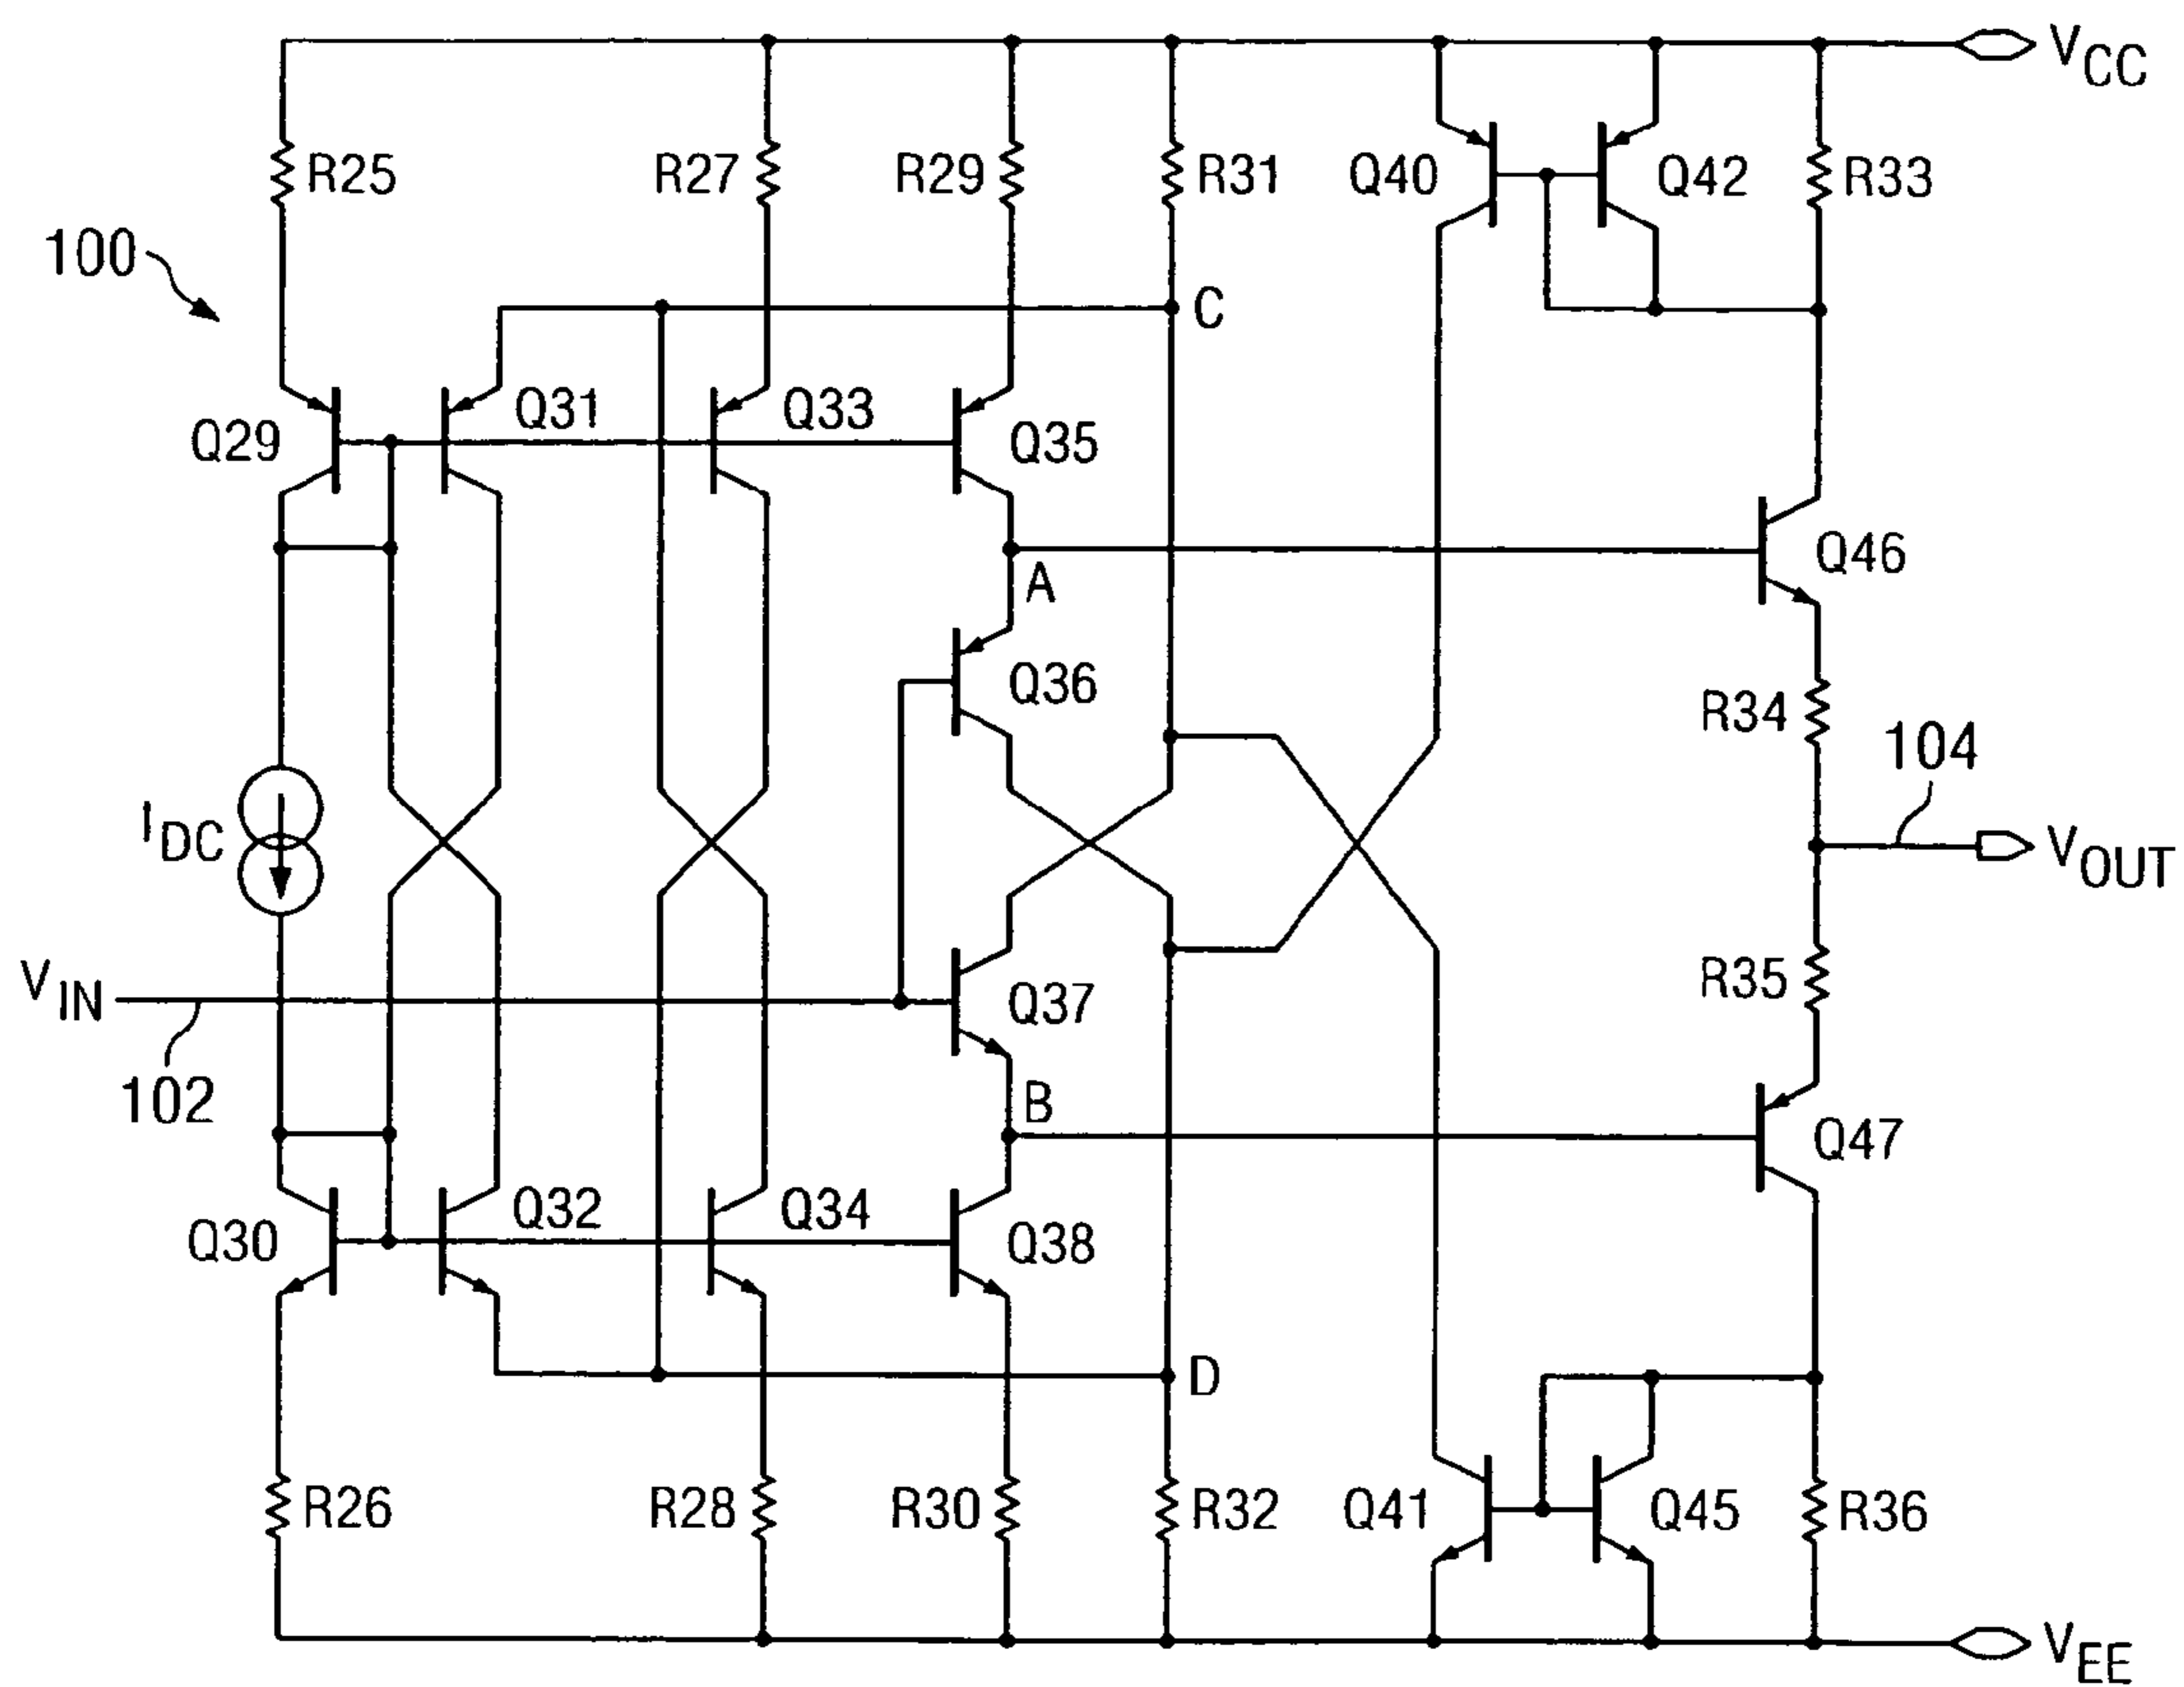 VCC
R25
R27
R29
R31
Q40
Q42
R33
100
C
Q29
Q31
Q33
Q35
Q46
A
Q36
R34
104
IDC
VOUT
VIN
102
Q37
R35
B
Q47
Q30
Q32
Q34
Q38
D
R26
R28
R30
R32
Q41
Q45
R36
VEE